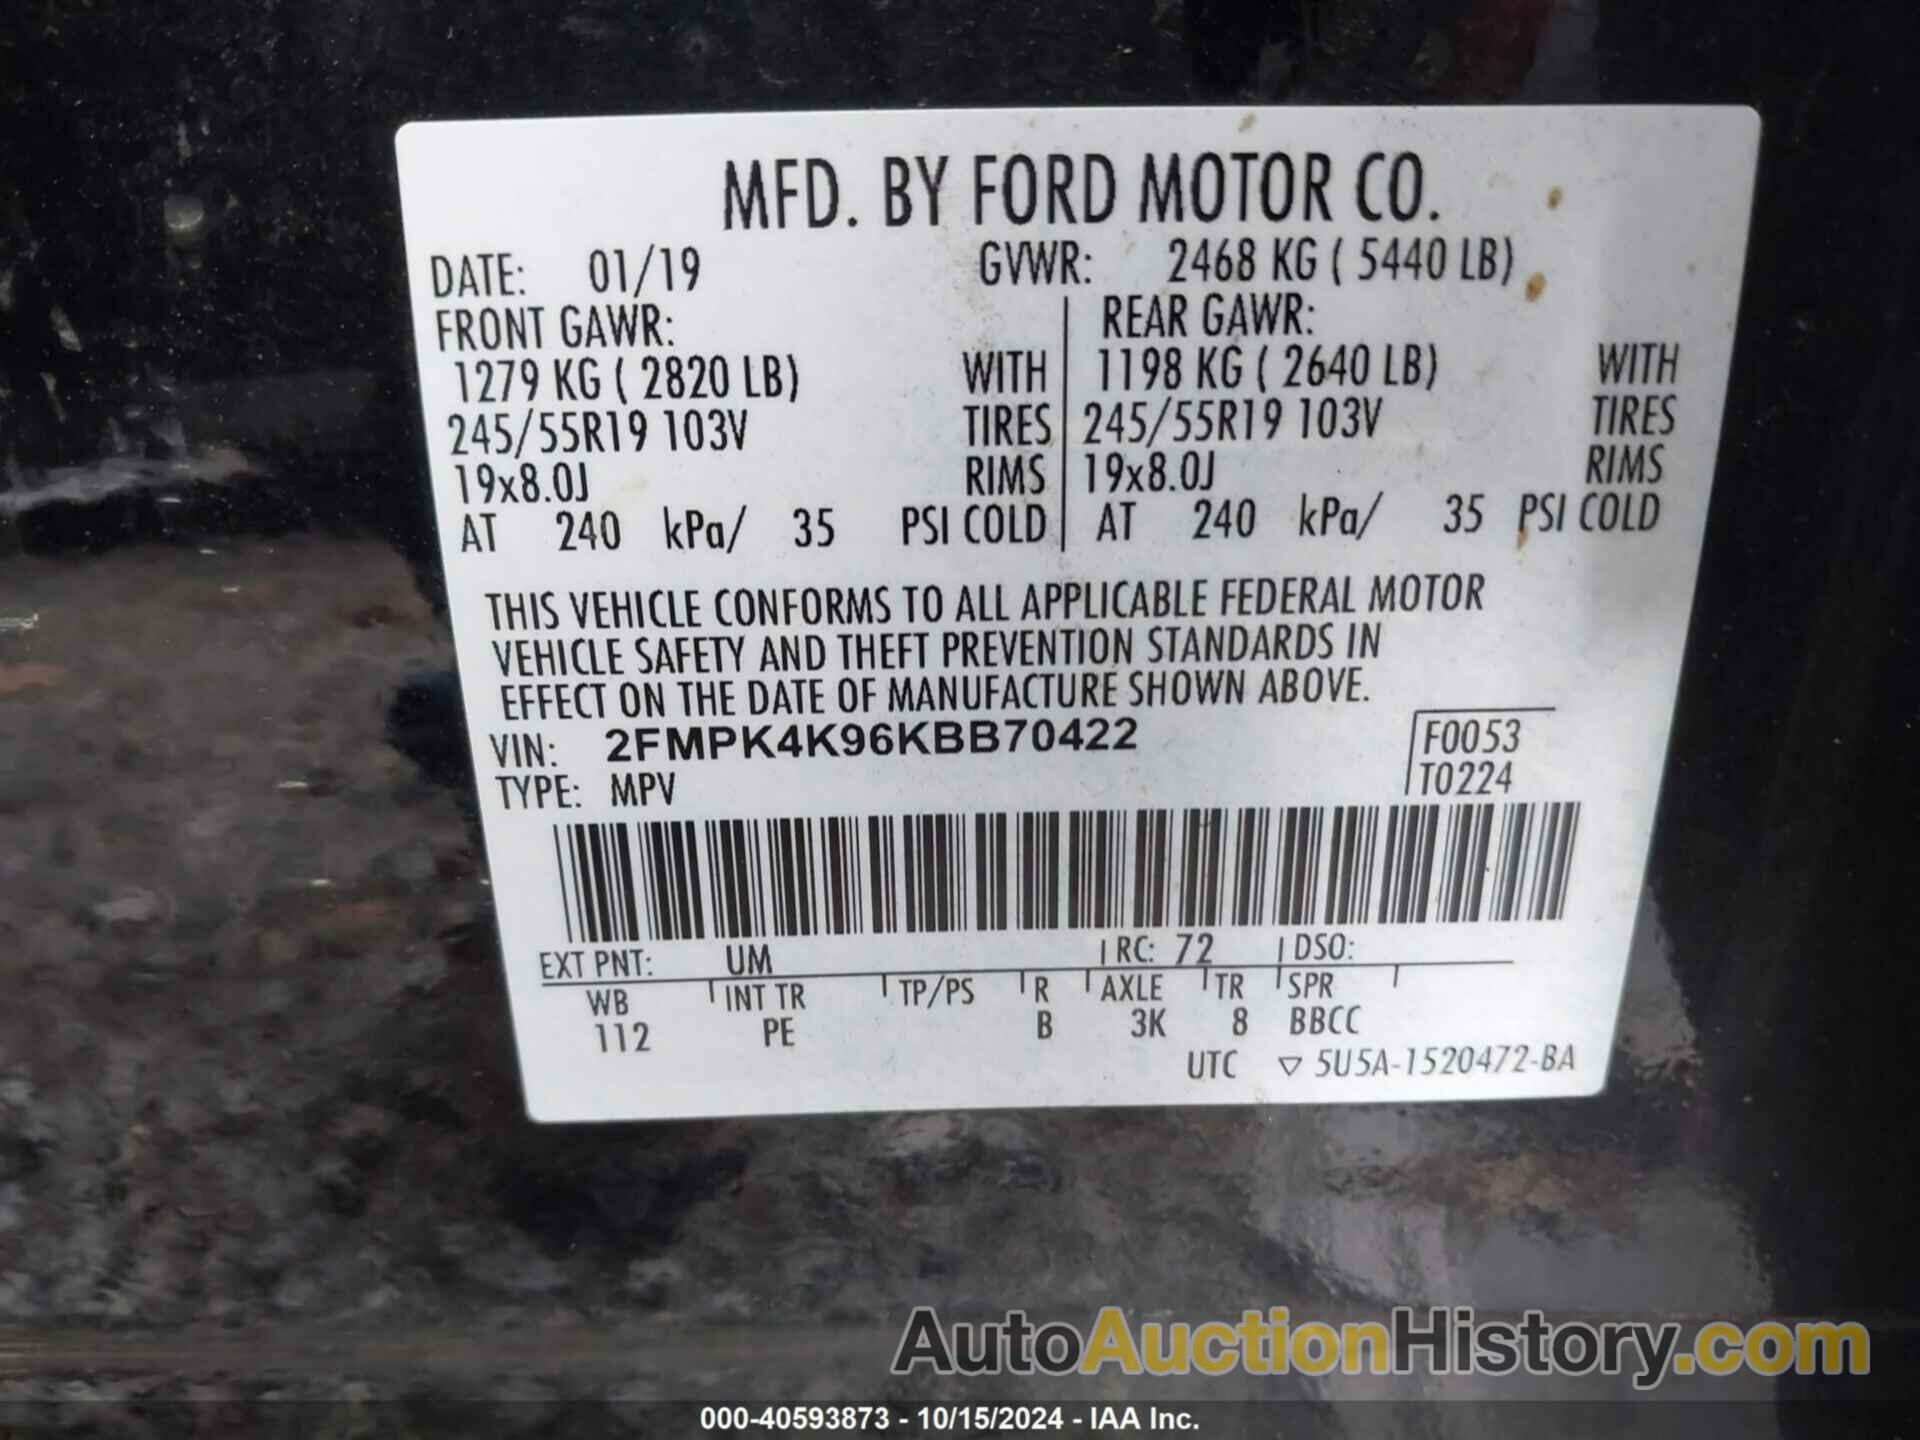 MFD. BY FORD MOTOR CO.
DATE: 01/19 GVWR: 2468 KG ( 5440 LB)
FRONT GAWR: REAR GAWR:
1279 KG ( 2820 LB) WITH 1198 KG ( 2640 LB) WITH
245/55R19 103V TIRES 245/55R19 103V TIRES
19x8.0J RIMS 19x8.0J RIMS
AT 240 kPa/ 35 PSI COLD AT 240 kPa/ 35 PSI COLD
THIS VEHICLE CONFORMS TO ALL APPLICABLE FEDERAL MOTOR
VEHICLE SAFETY AND THEFT PREVENTION STANDARDS IN
EFFECT ON THE DATE OF MANUFACTURE SHOWN ABOVE.
VIN: 2FMPK4K96KBB70422 F0053
TYPE: MPV T0224
EXT PNT: UM RC: 72 DSO:
WB INT TR TP/PS R AXLE TR SPR
112 PE B 3K 8 BBCC
UTC ▽ 5U5A-1520472-BA
AutoAuctionHistory.com
000-40593873 - 10/15/2024 - IAA Inc.